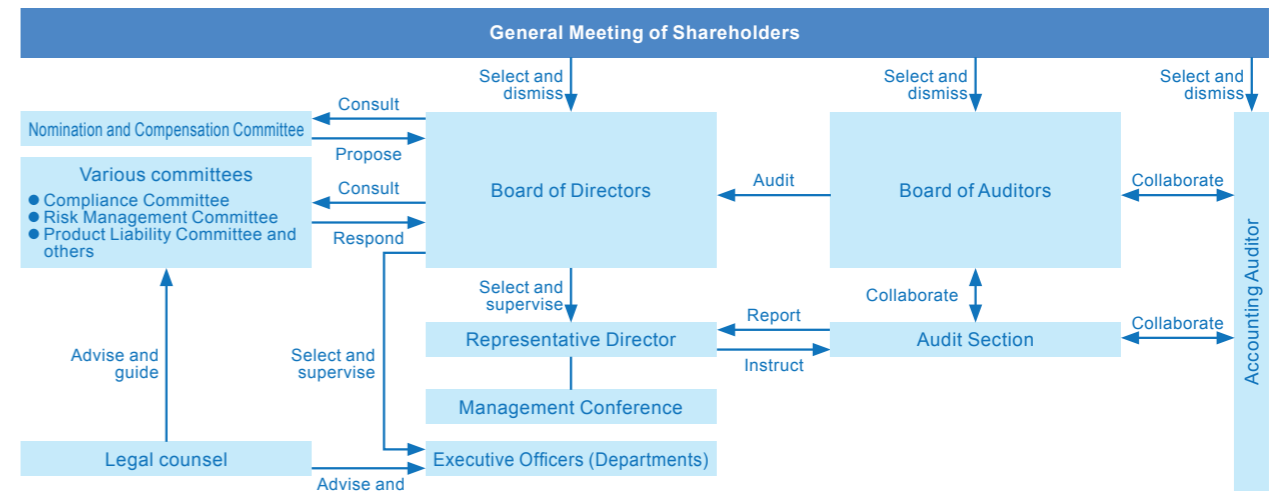 General Meeting of Shareholders
Select and
dismiss
Select and
dismiss
Select and
dismiss
Consult
Nomination and Compensation Committee
Propose
Various committees
● Compliance Committee
● Risk Management Committee
● Product Liability Committee and
others
Consult
Respond
Board of Directors
Audit
Board of Auditors
Collaborate
Accounting Auditor
Select and
supervise
Collaborate
Representative Director
Report
Instruct
Audit Section
Collaborate
Advise and
guide
Select and
supervise
Management Conference
Legal counsel
Executive Officers (Departments)
Advise and